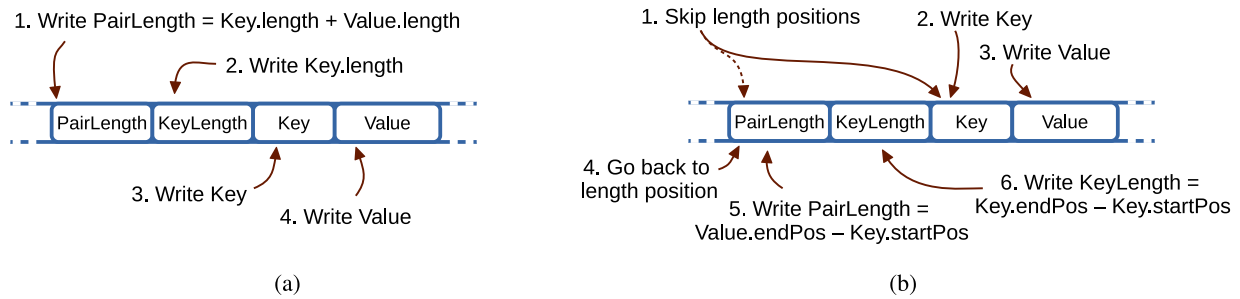 1. Write PairLength = Key.length + Value.length
2. Write Key.length
PairLength KeyLength Key Value
3. Write Key
4. Write Value
(a)
1. Skip length positions
2. Write Key
3. Write Value
PairLength KeyLength Key Value
4. Go back to
length position
5. Write PairLength =
Value.endPos – Key.startPos
6. Write KeyLength =
Key.endPos – Key.startPos
(b)